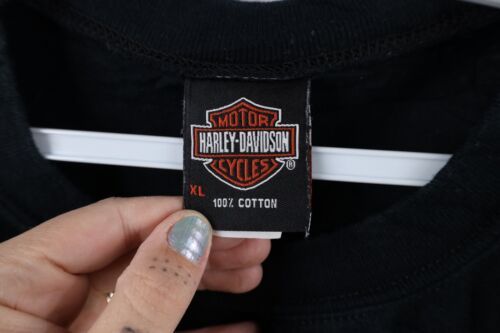 MOTOR
HARLEY-DAVIDSON
CYCLES
®
XL
100% COTTON